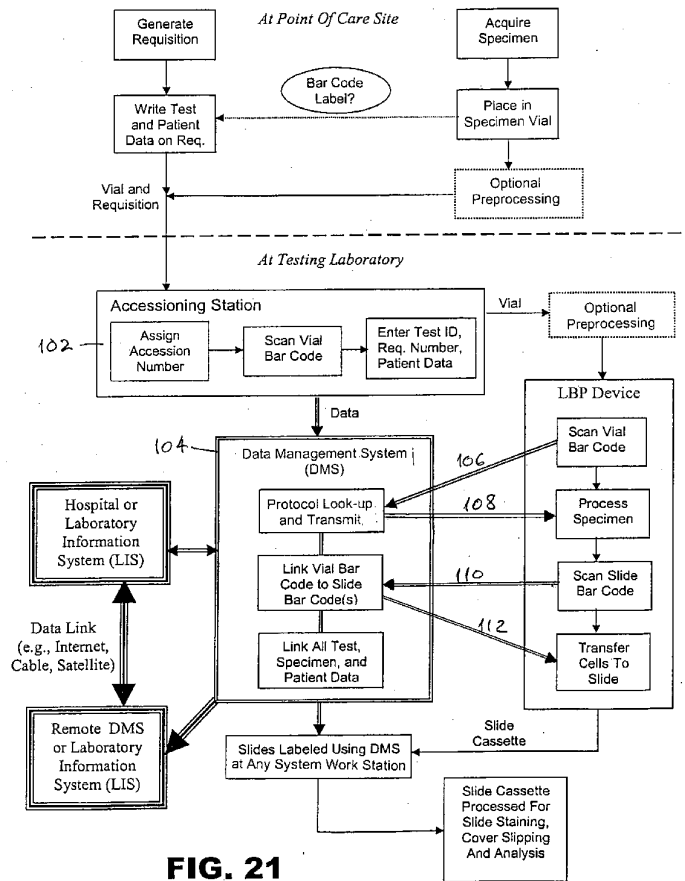 At Point Of Care Site
Generate
Requisition
Acquire
Specimen
Bar Code
Label?
Write Test
and Patient
Data on Req.
Place in
Specimen Vial
Vial and
Requisition
Optional
Preprocessing
At Testing Laboratory
Accessioning Station
102
Assign
Accession
Number
Scan Vial
Bar Code
Enter Test ID,
Req. Number,
Patient Data
Vial
Optional
Preprocessing
Data
LBP Device
104
Data Management System
(DMS)
106
Scan Vial
Bar Code
Protocol Look-up
and Transmit
108
Process
Specimen
Hospital or
Laboratory
Information
System (LIS)
Link Vial Bar
Code to Slide
Bar Code(s)
110
Scan Slide
Bar Code
112
Data Link
(e.g., Internet,
Cable, Satellite)
Link All Test,
Specimen, and
Patient Data
Transfer
Cells To
Slide
Remote DMS
or Laboratory
Information
System (LIS)
Slides Labeled Using DMS
at Any System Work Station
Slide
Cassette
Slide Cassette
Processed For
Slide Staining,
Cover Slipping
And Analysis
FIG. 21